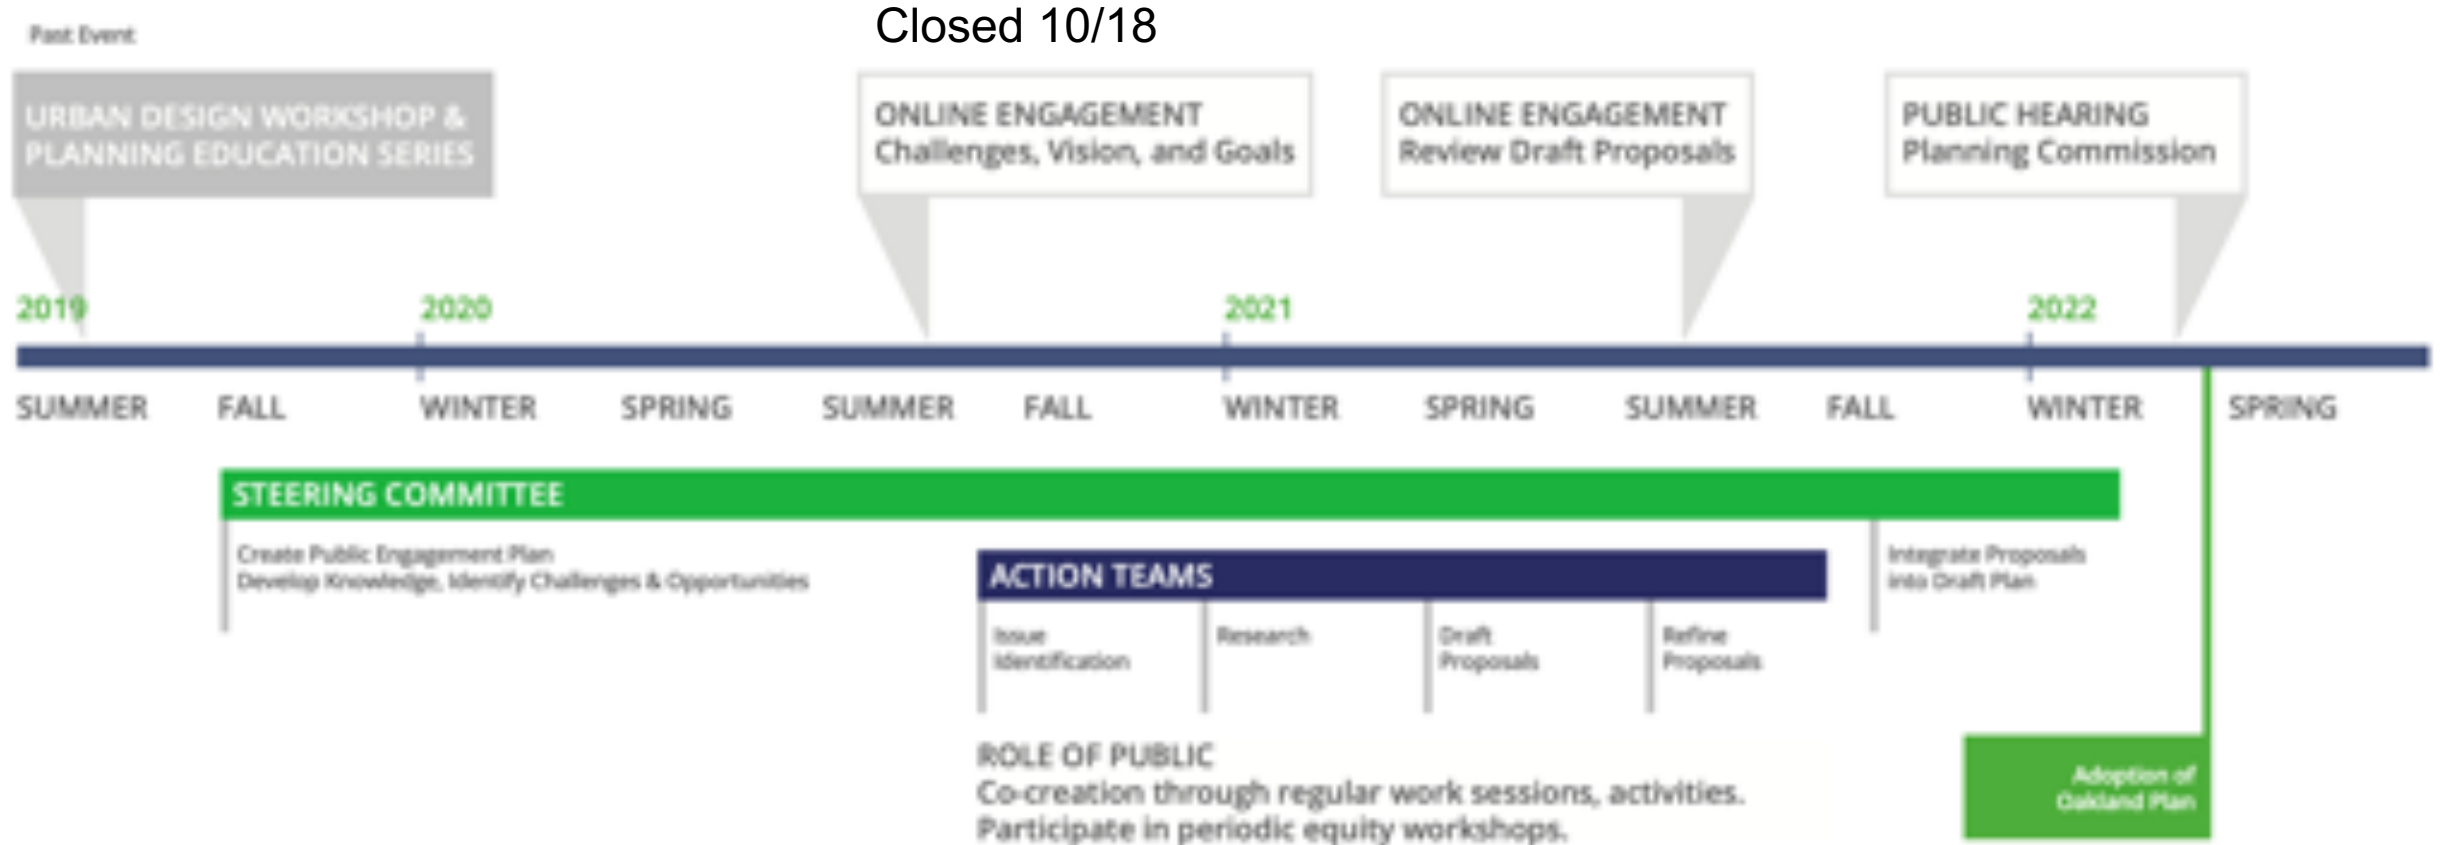 Closed 10/18
Past Event
URBAN DESIGN WORKSHOP &
PLANNING EDUCATION SERIES
ONLINE ENGAGEMENT
Challenges, Vision, and Goals
ONLINE ENGAGEMENT
Review Draft Proposals
PUBLIC HEARING
Planning Commission
2019
2020
2021
2022
SUMMER
FALL
WINTER
SPRING
SUMMER
FALL
WINTER
SPRING
SUMMER
FALL
WINTER
SPRING
STEERING COMMITTEE
Create Public Engagement Plan
Develop Knowledge, Identify Challenges & Opportunities
Integrate Proposals
into Draft Plan
ACTION TEAMS
Issue
Identification
Research
Draft
Proposals
Refine
Proposals
ROLE OF PUBLIC
Co-creation through regular work sessions, activities.
Participate in periodic equity workshops.
Adoption of
Oakland Plan